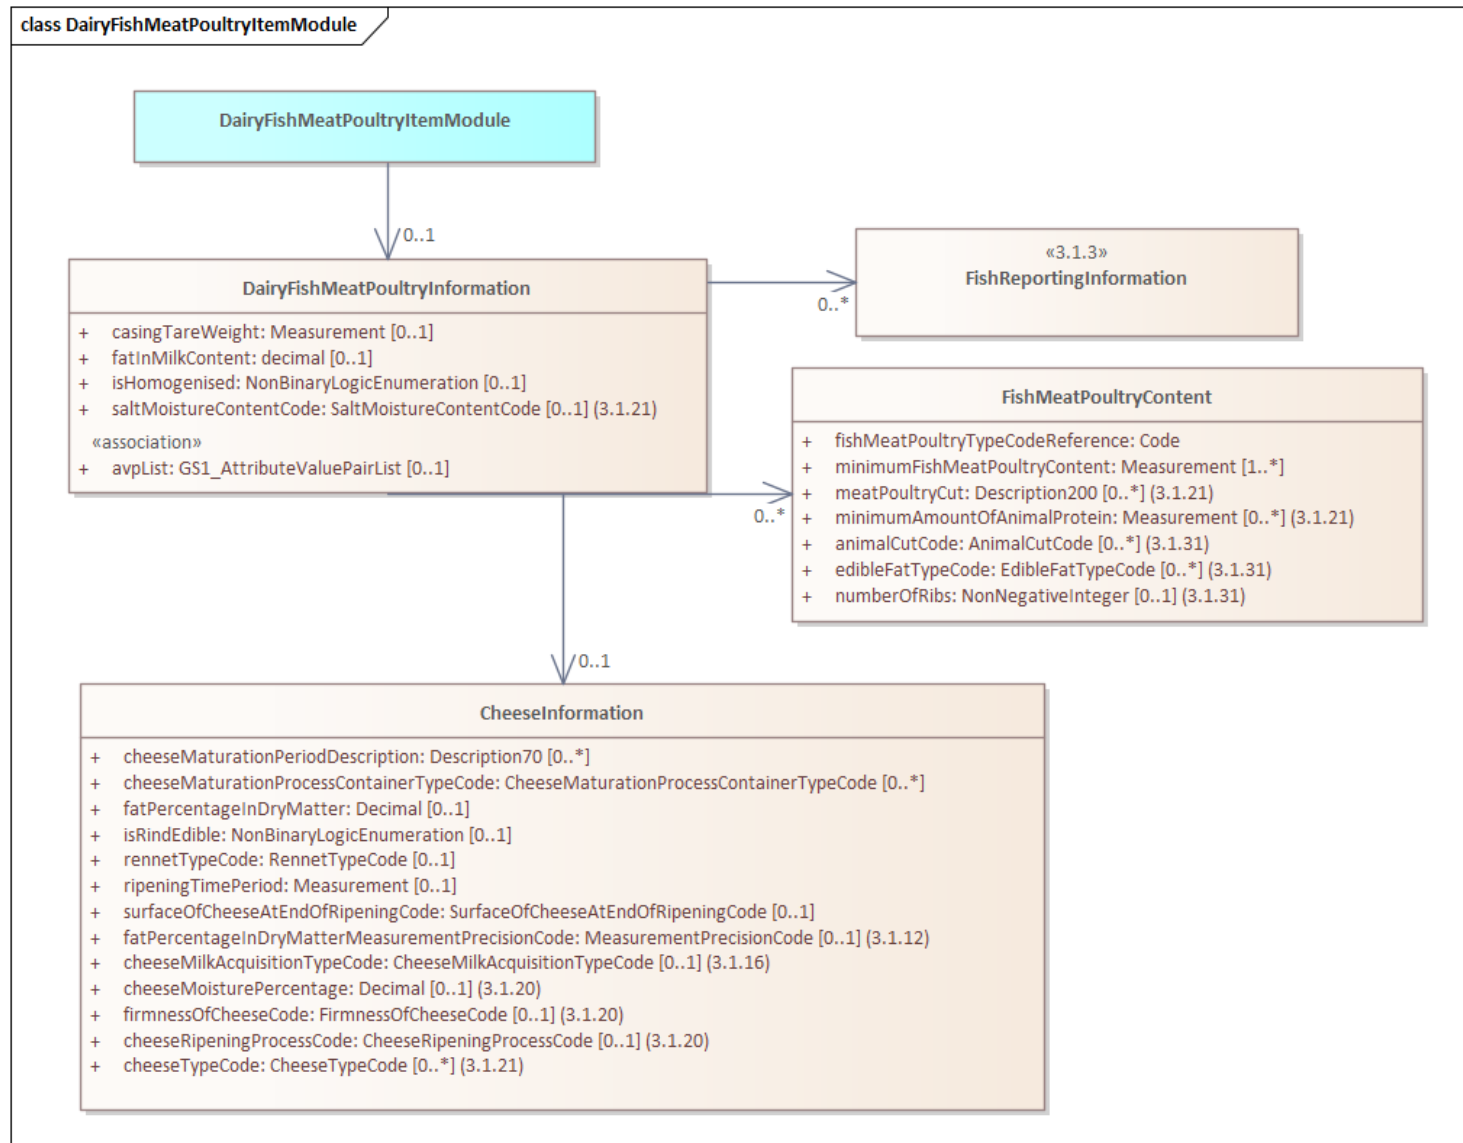 class DairyFishMeatPoultryItemModule
DairyFishMeatPoultryItemModule
0..1
DairyFishMeatPoultryInformation
+ casingTareWeight: Measurement [0..1]
+ fatInMilkContent: decimal [0..1]
+ isHomogenised: NonBinaryLogicEnumeration [0..1]
+ saltMoistureContentCode: SaltMoistureContentCode [0..1] (3.1.21)
«association»
+ avpList: GS1_AttributeValuePairList [0..1]
0..*
«3.1.3»
FishReportingInformation
0..*
FishMeatPoultryContent
+ fishMeatPoultryTypeCodeReference: Code
+ minimumFishMeatPoultryContent: Measurement [1..*]
+ meatPoultryCut: Description200 [0..*] (3.1.21)
+ minimumAmountOfAnimalProtein: Measurement [0..*] (3.1.21)
+ animalCutCode: AnimalCutCode [0..*] (3.1.31)
+ edibleFatTypeCode: EdibleFatTypeCode [0..*] (3.1.31)
+ numberOfRibs: NonNegativeInteger [0..1] (3.1.31)
0..1
CheeseInformation
+ cheeseMaturationPeriodDescription: Description70 [0..*]
+ cheeseMaturationProcessContainerTypeCode: CheeseMaturationProcessContainerTypeCode [0..*]
+ fatPercentageInDryMatter: Decimal [0..1]
+ isRindEdible: NonBinaryLogicEnumeration [0..1]
+ rennetTypeCode: RennetTypeCode [0..1]
+ ripeningTimePeriod: Measurement [0..1]
+ surfaceOfCheeseAtEndOfRipeningCode: SurfaceOfCheeseAtEndOfRipeningCode [0..1]
+ fatPercentageInDryMatterMeasurementPrecisionCode: MeasurementPrecisionCode [0..1] (3.1.12)
+ cheeseMilkAcquisitionTypeCode: CheeseMilkAcquisitionTypeCode [0..1] (3.1.16)
+ cheeseMoisturePercentage: Decimal [0..1] (3.1.20)
+ firmnessOfCheeseCode: FirmnessOfCheeseCode [0..1] (3.1.20)
+ cheeseRipeningProcessCode: CheeseRipeningProcessCode [0..1] (3.1.20)
+ cheeseTypeCode: CheeseTypeCode [0..*] (3.1.21)